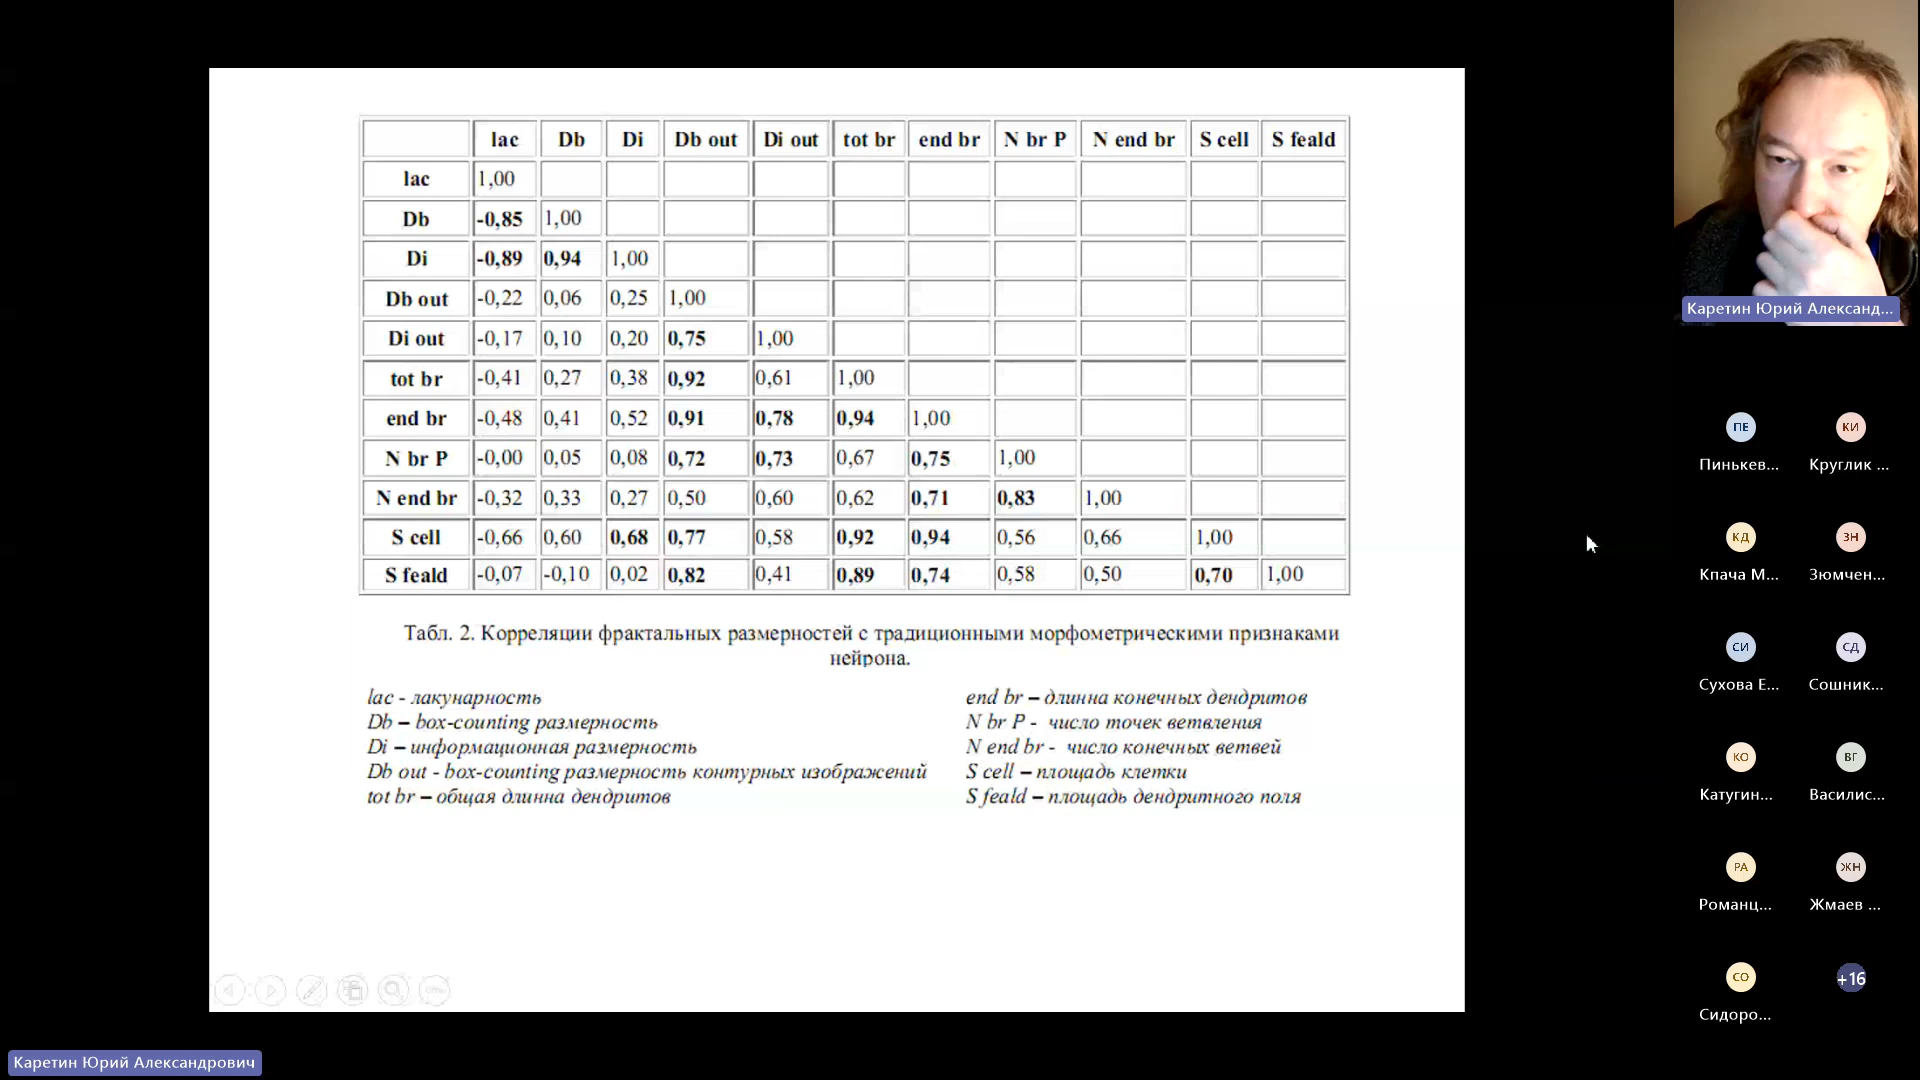 lac Db Di Db out Di out tot br end br N br P N end br S cell S feald
lac 1,00
Db -0,85 1,00
Di -0,89 0,94 1,00
Db out -0,22 0,06 0,25 1,00
Di out -0,17 0,10 0,20 0,75 1,00
tot br -0,41 0,27 0,38 0,92 0,61 1,00
end br -0,48 0,41 0,52 0,91 0,78 0,94 1,00
N br P -0,00 0,05 0,08 0,72 0,73 0,67 0,75 1,00
N end br -0,32 0,33 0,27 0,50 0,60 0,62 0,71 0,83 1,00
S cell -0,66 0,60 0,68 0,77 0,58 0,92 0,94 0,56 0,66 1,00
S feald -0,07 -0,10 0,02 0,82 0,41 0,89 0,74 0,58 0,50 0,70 1,00
Табл. 2. Корреляции фрактальных размерностей с традиционными морфометрическими признаками
нейрона.
lac - лакунарность
Db – box-counting размерность
Di – информационная размерность
Db out - box-counting размерность контурных изображений
tot br – общая длинна дендритов
end br – длинна конечных дендритов
N br P - число точек ветвления
N end br - число конечных ветвей
S cell – площадь клетки
S feald – площадь дендритного поля
Каретин Юрий Александ...
ПЕ КИ
Пинькев... Круглик ...
КД ЗН
Кпача М... Зюмчен...
СИ СД
Сухова Е... Сошник...
КО ВГ
Катугин... Василис...
РА ЖН
Романц... Жмаев ...
СО +16
Сидоро...
Каретин Юрий Александрович